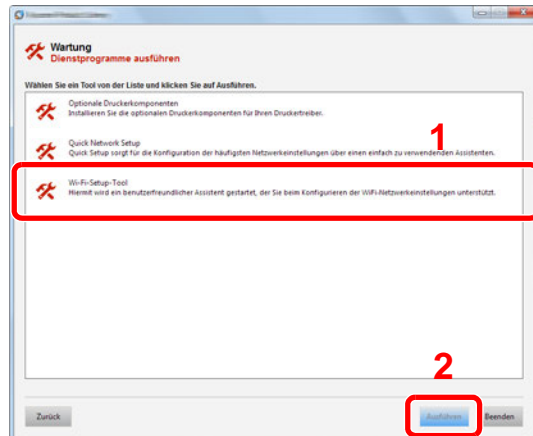 Wartung
Dienstprogramme ausführen
Wählen Sie ein Tool von der Liste und klicken Sie auf Ausführen.
Optionale Druckerkomponenten
Installieren Sie die optionalen Druckerkomponenten für Ihren Druckertreiber.
1
Quick Network Setup
Quick Setup sorgt für die Konfiguration der häufigsten Netzwerkeinstellungen über einen einfach zu verwendenden Assistenten.
Wi-Fi-Setup-Tool
Hiermit wird ein benutzerfreundlicher Assistent gestartet, der Sie beim Konfigurieren der WiFi-Netzwerkeinstellungen unterstützt.
2
Zurück
Ausführen
Beenden